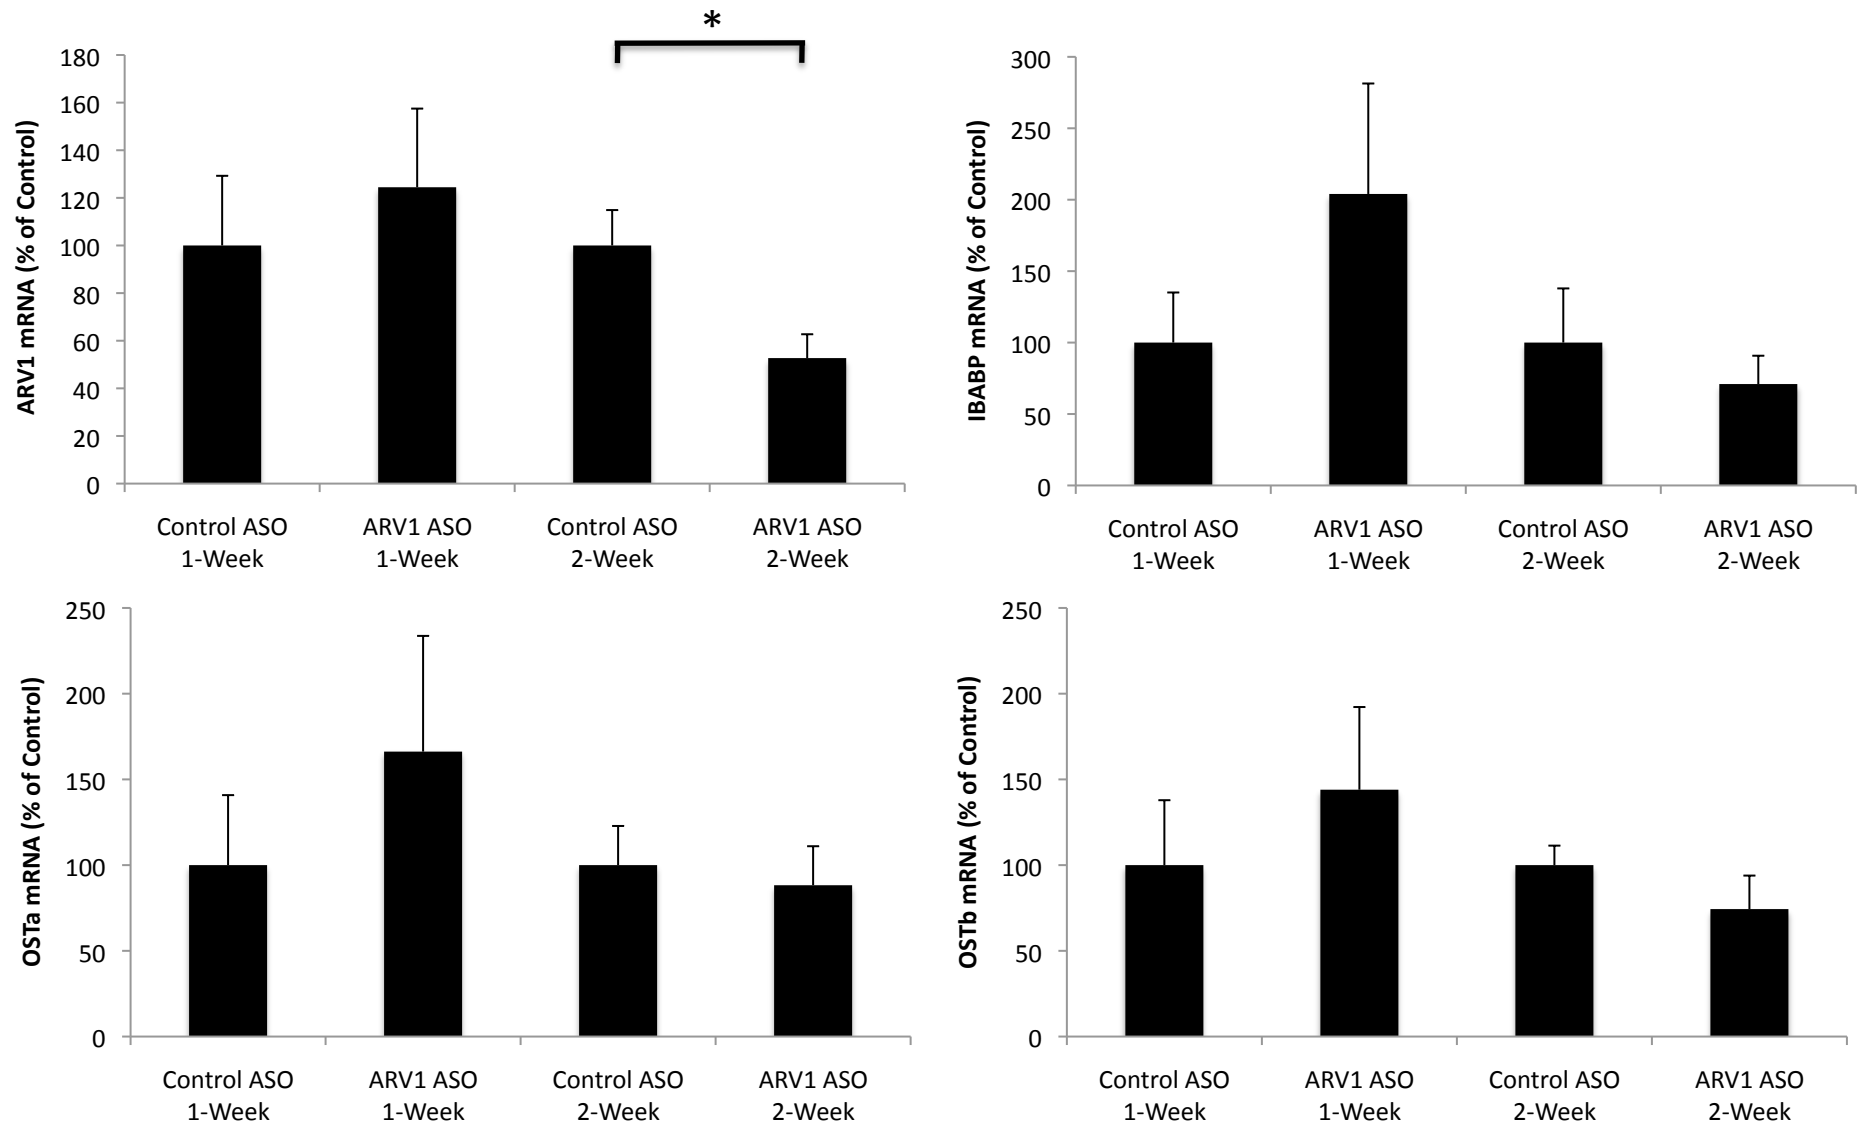 *
ARV1 mRNA (% of Control)
180
160
140
120
100
80
60
40
20
0
Control ASO
1-Week
ARV1 ASO
1-Week
Control ASO
2-Week
ARV1 ASO
2-Week
IBABP mRNA (% of Control)
300
250
200
150
100
50
0
Control ASO
1-Week
ARV1 ASO
1-Week
Control ASO
2-Week
ARV1 ASO
2-Week
OSTa mRNA (% of Control)
250
200
150
100
50
0
Control ASO
1-Week
ARV1 ASO
1-Week
Control ASO
2-Week
ARV1 ASO
2-Week
OSTb mRNA (% of Control)
250
200
150
100
50
0
Control ASO
1-Week
ARV1 ASO
1-Week
Control ASO
2-Week
ARV1 ASO
2-Week